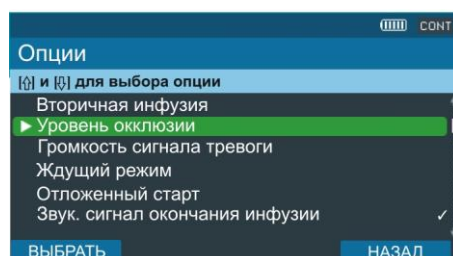 CONT
Опции
[⇧] и [⇩] для выбора опции
Вторичная инфузия
Уровень окклюзии
Громкость сигнала тревоги
Ждущий режим
Отложенный старт
Звук. сигнал окончания инфузии ✓
ВЫБРАТЬ НАЗАД